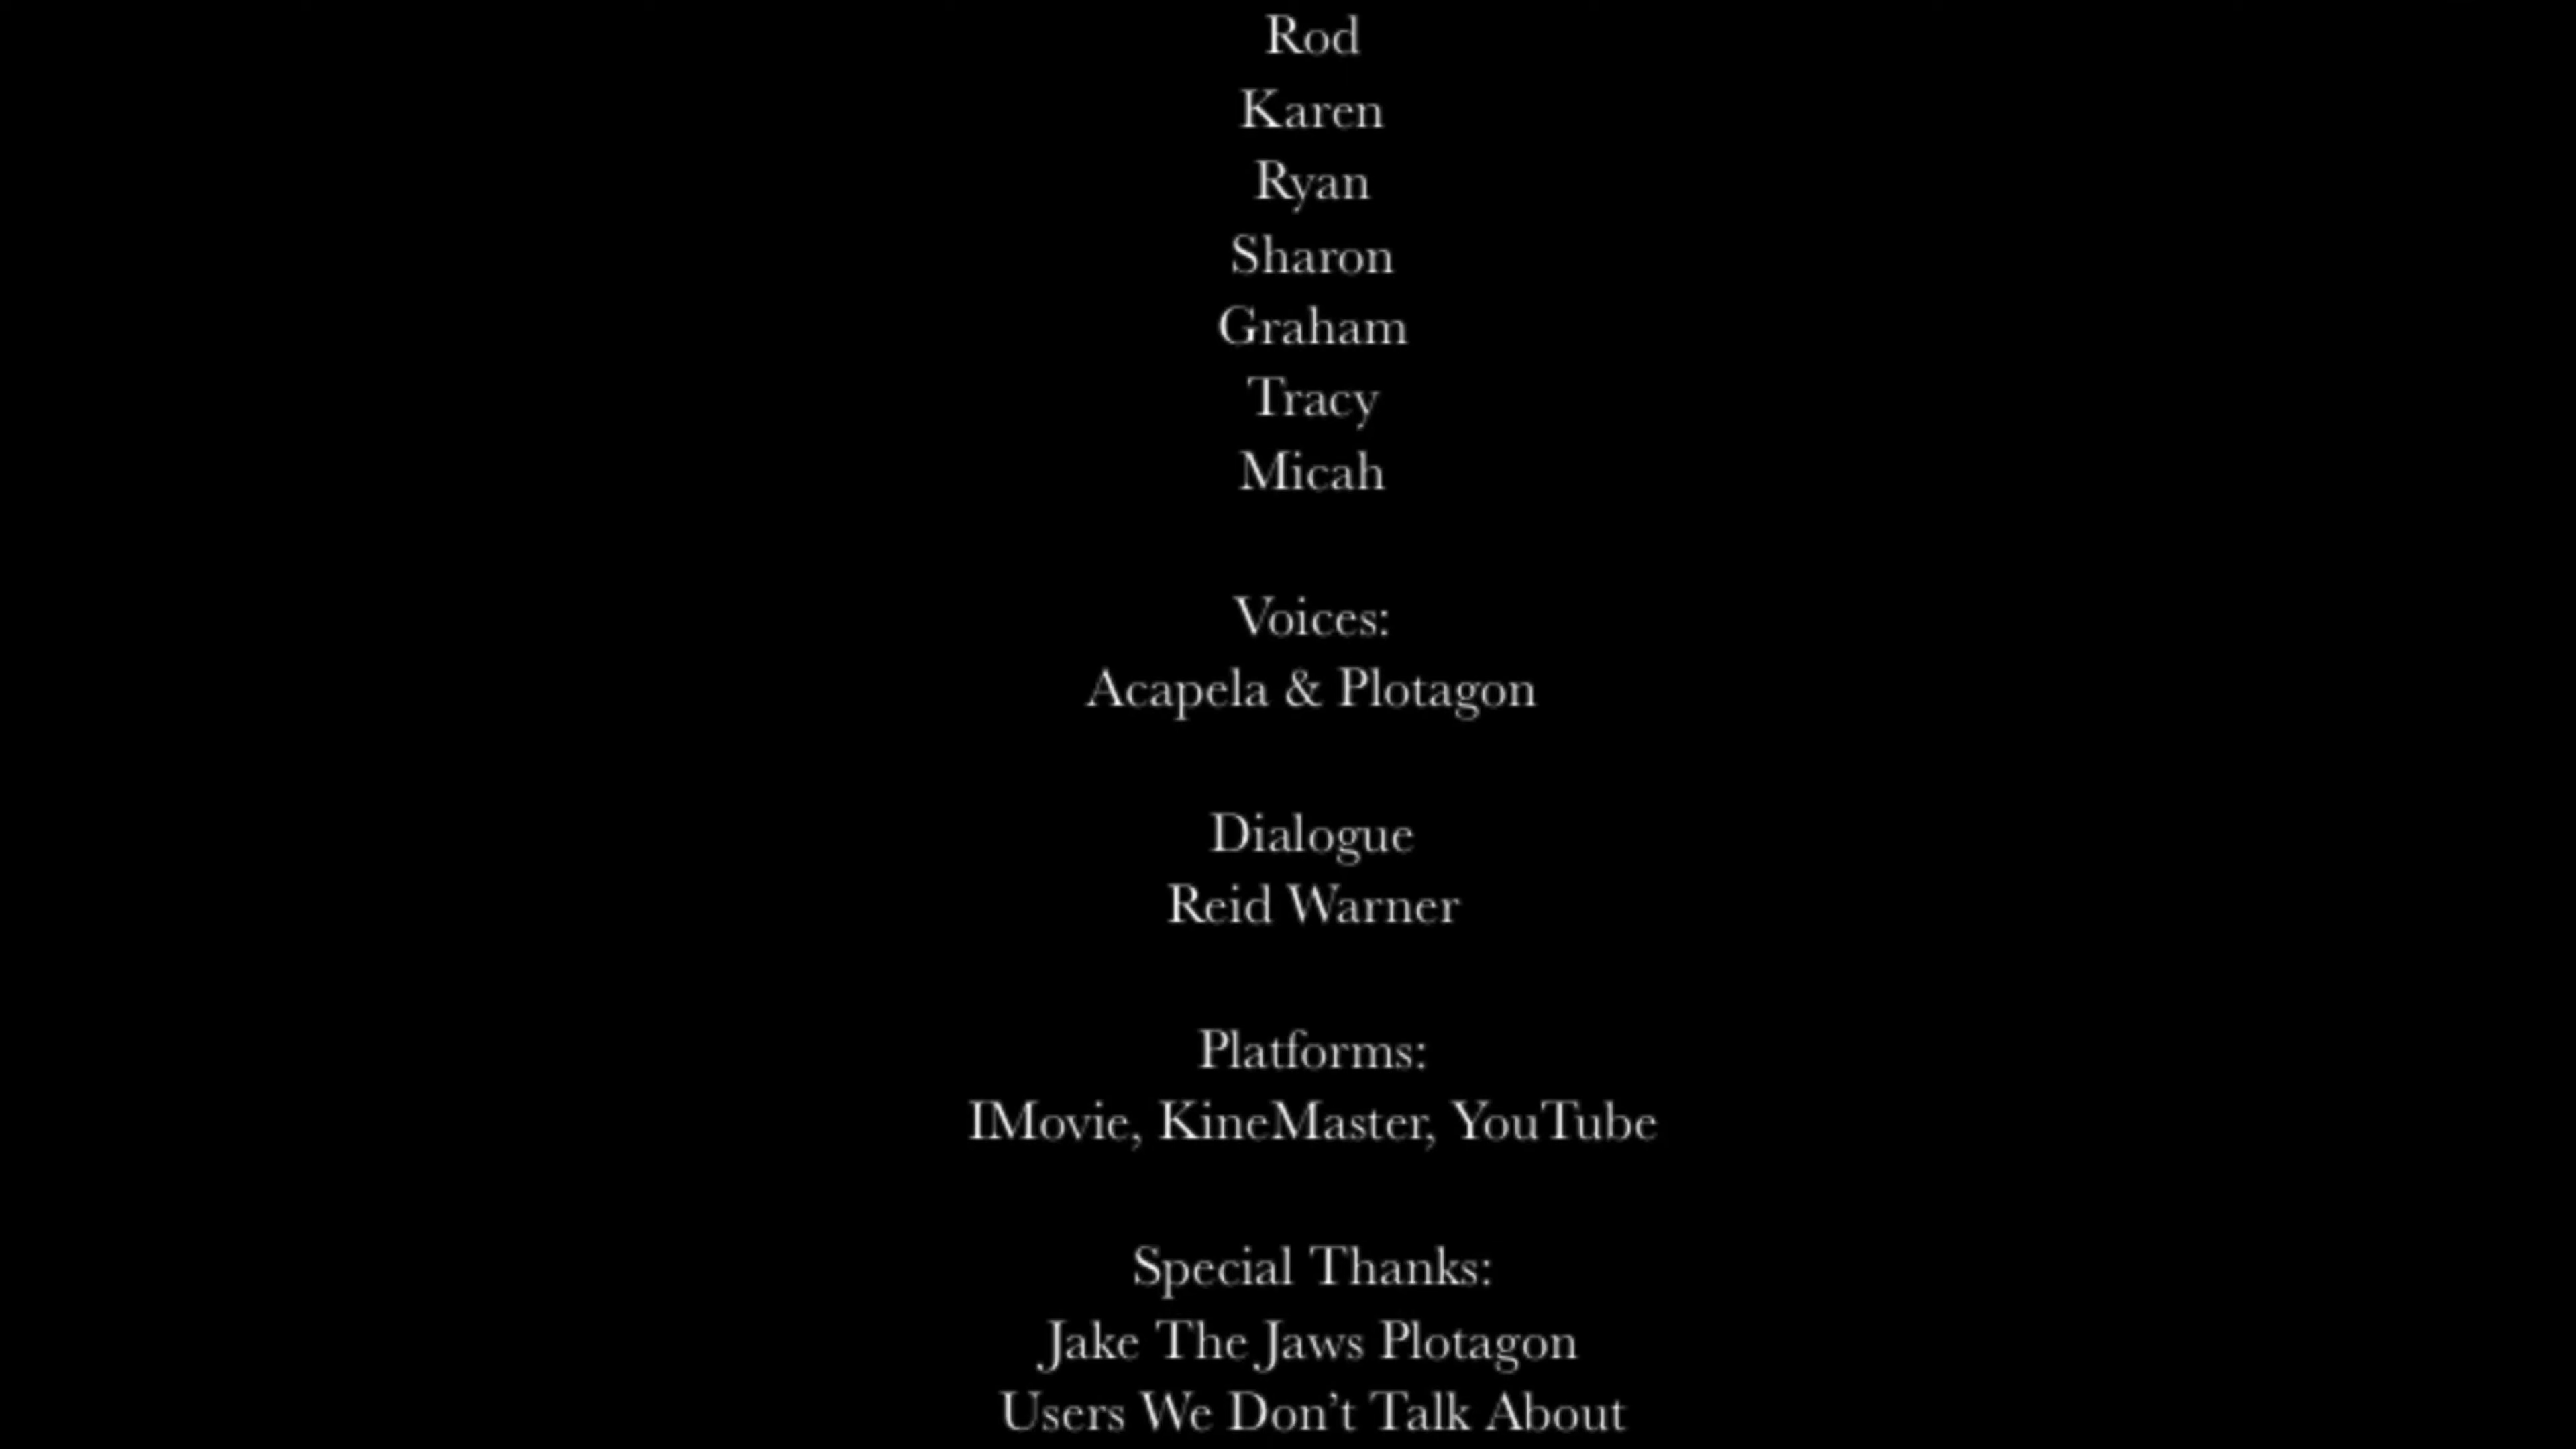 Rod
Karen
Ryan
Sharon
Graham
Tracy
Micah
Voices:
Acapela & Plotagon
Dialogue
Reid Warner
Platforms:
IMovie, KineMaster, YouTube
Special Thanks:
Jake The Jaws Plotagon
Users We Don’t Talk About